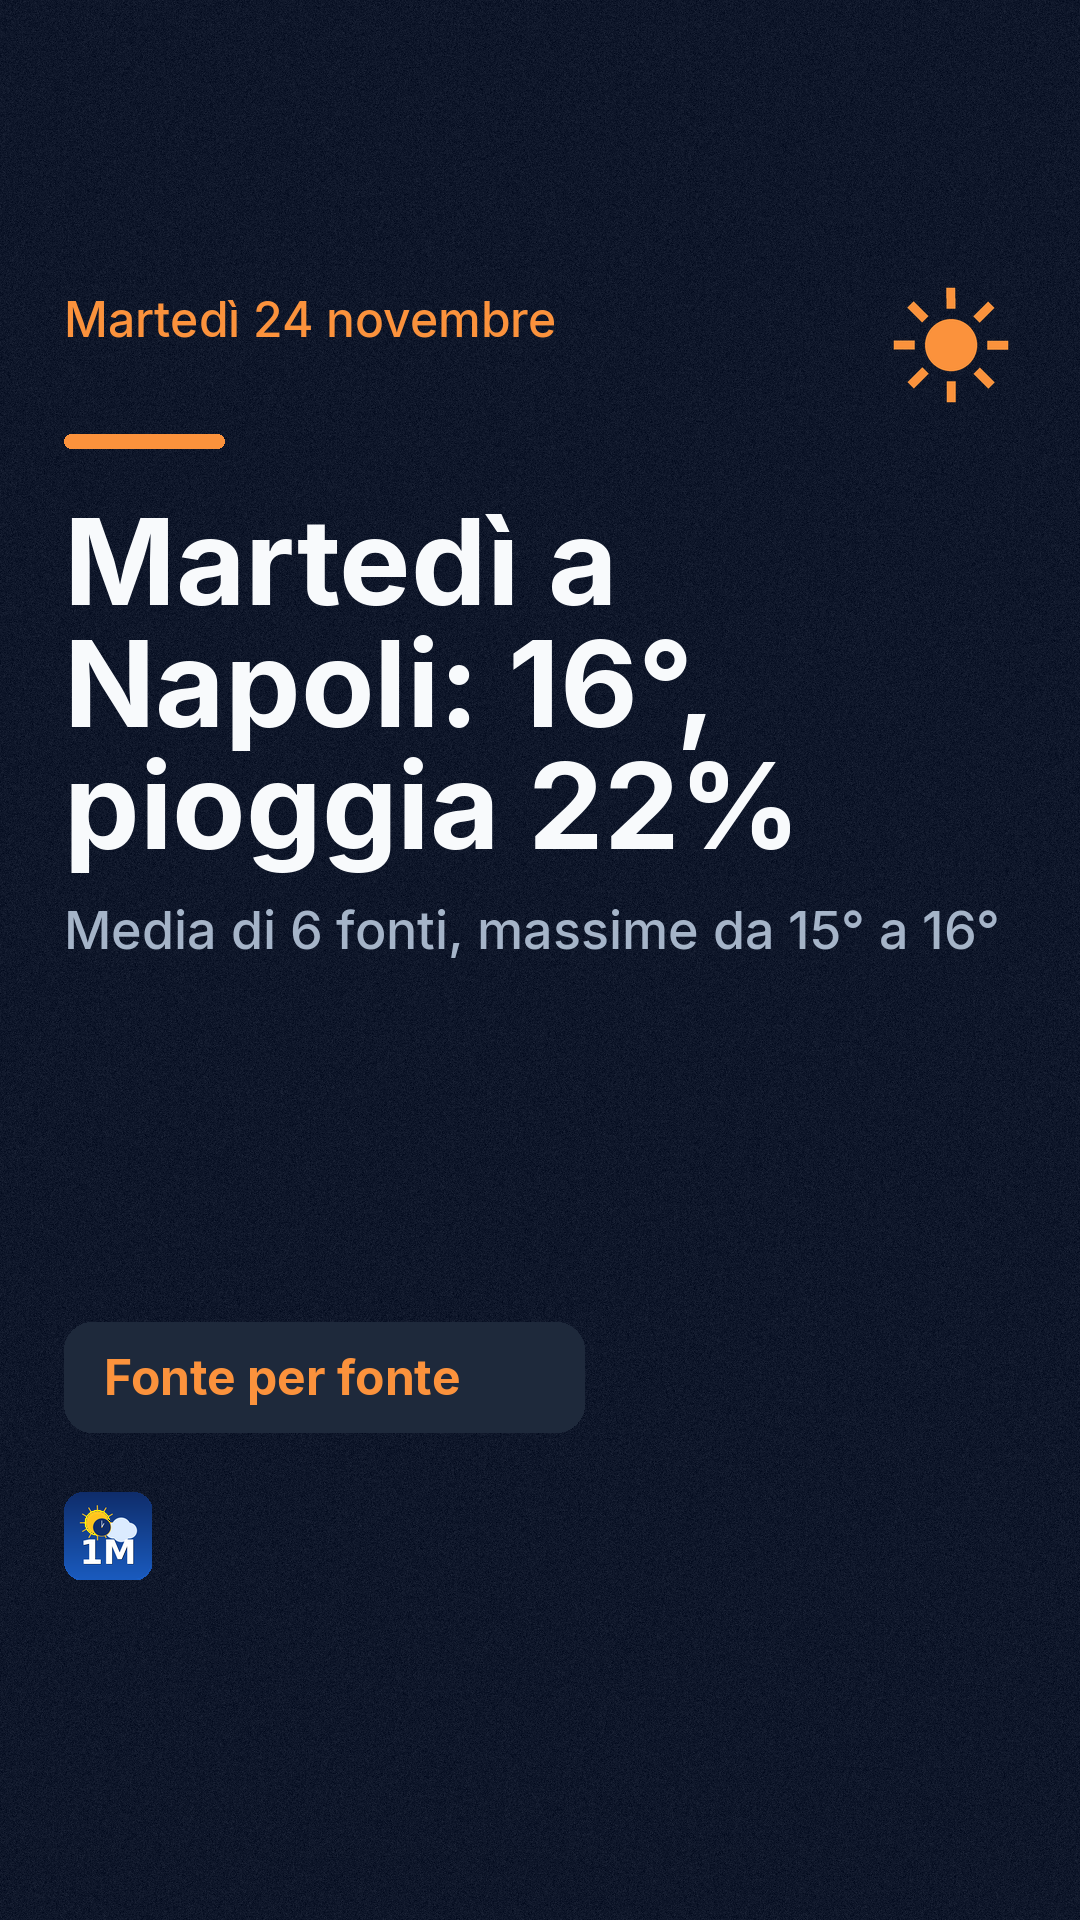 Martedì 24 novembre
Martedì a
Napoli: 16°,
pioggia 22%
Media di 6 fonti, massime da 15° a 16°
Fonte per fonte
1M